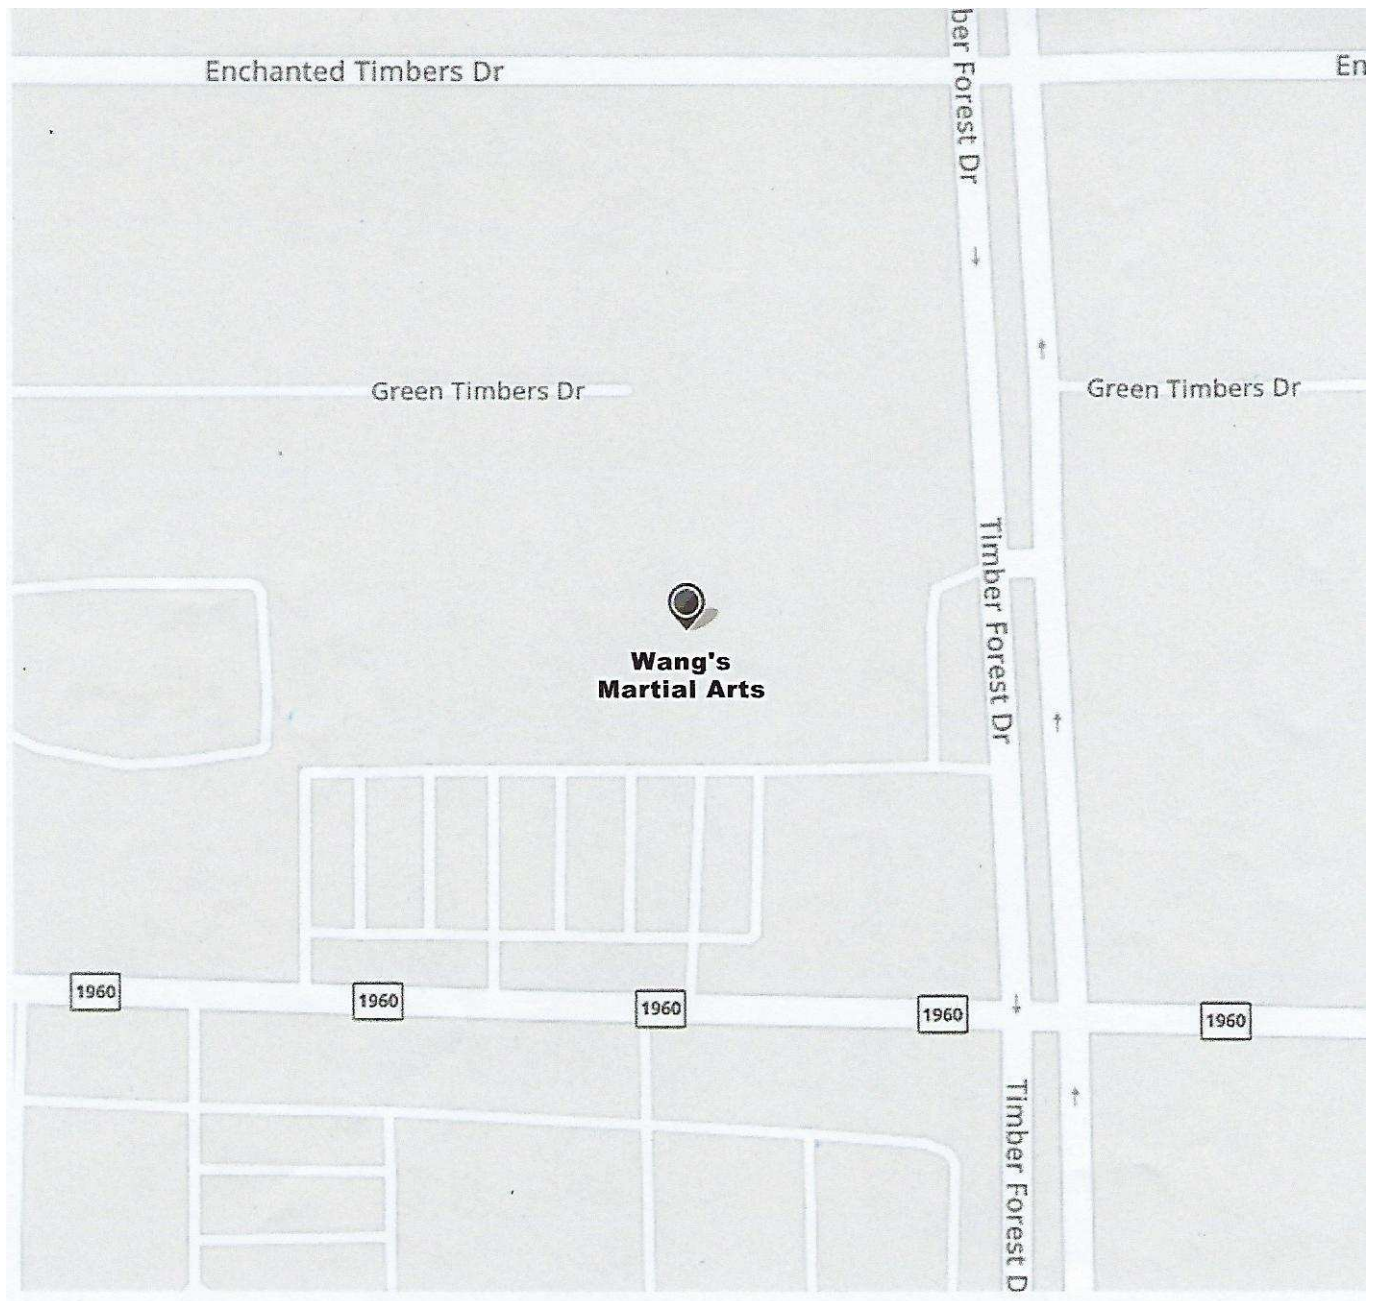 ber Forest Dr
Enchanted Timbers Dr
En
Green Timbers Dr
Green Timbers Dr
Timber Forest Dr
Wang's
Martial Arts
1960
1960
1960
1960
1960
Timber Forest D